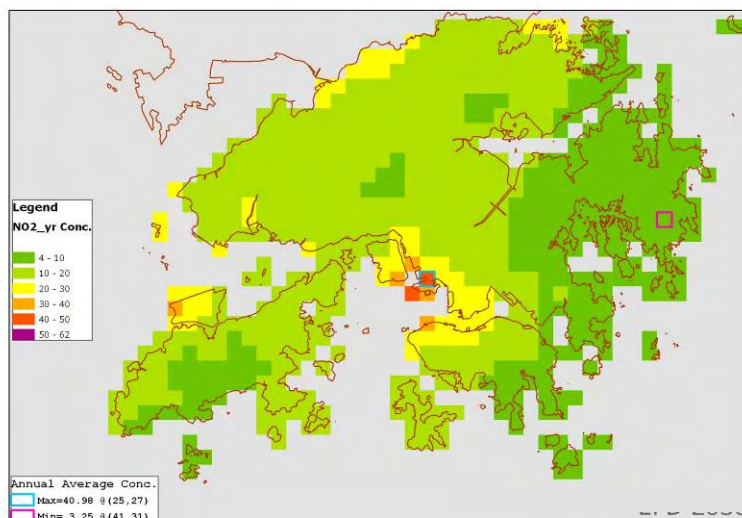 Legend
NO2_yr Conc.
4 - 10
10 - 20
20 - 30
30 - 40
40 - 50
50 - 62
Annual Average Conc.
Max=40.98 @(25,27)
Min= 3.25 @(41,31)